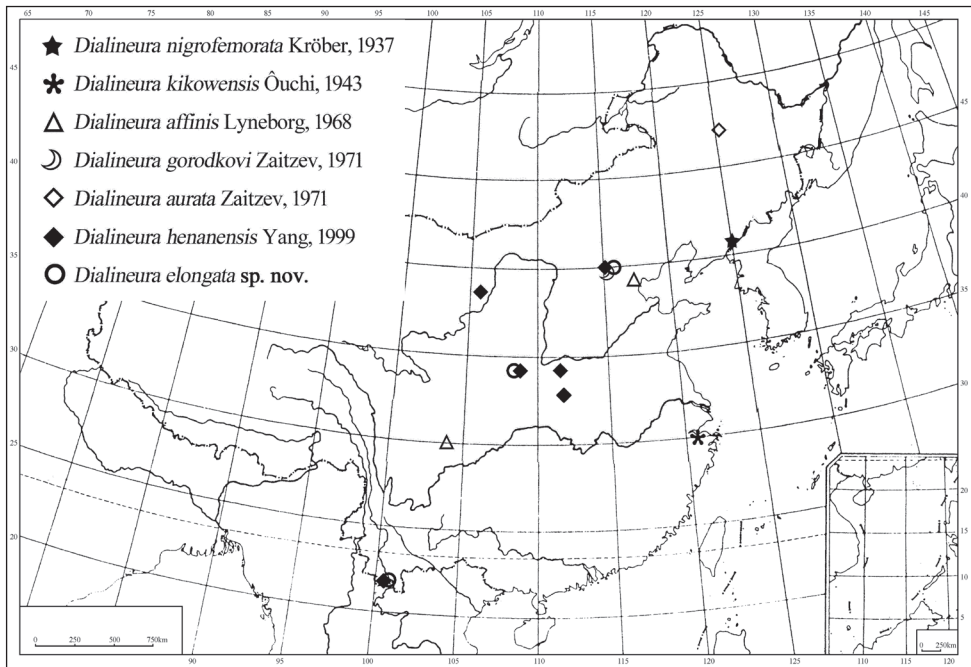 65 70 75 80 85 90 95 100 105 110 115 120 125 130 135 140 145
Dialineura nigrofemorata Kröber, 1937
Dialineura kikowensis Ôuchi, 1943
Dialineura affinis Lyneborg, 1968
Dialineura gorodkovi Zaitzev, 1971
Dialineura aurata Zaitzev, 1971
Dialineura henanensis Yang, 1999
Dialineura elongata sp. nov.
45
40
35
30
25
20
45
40
35
30
25
20
15
10
5
0 250 500 750km
0 250km
90 95 100 105 110 115 120 125 110 115 120